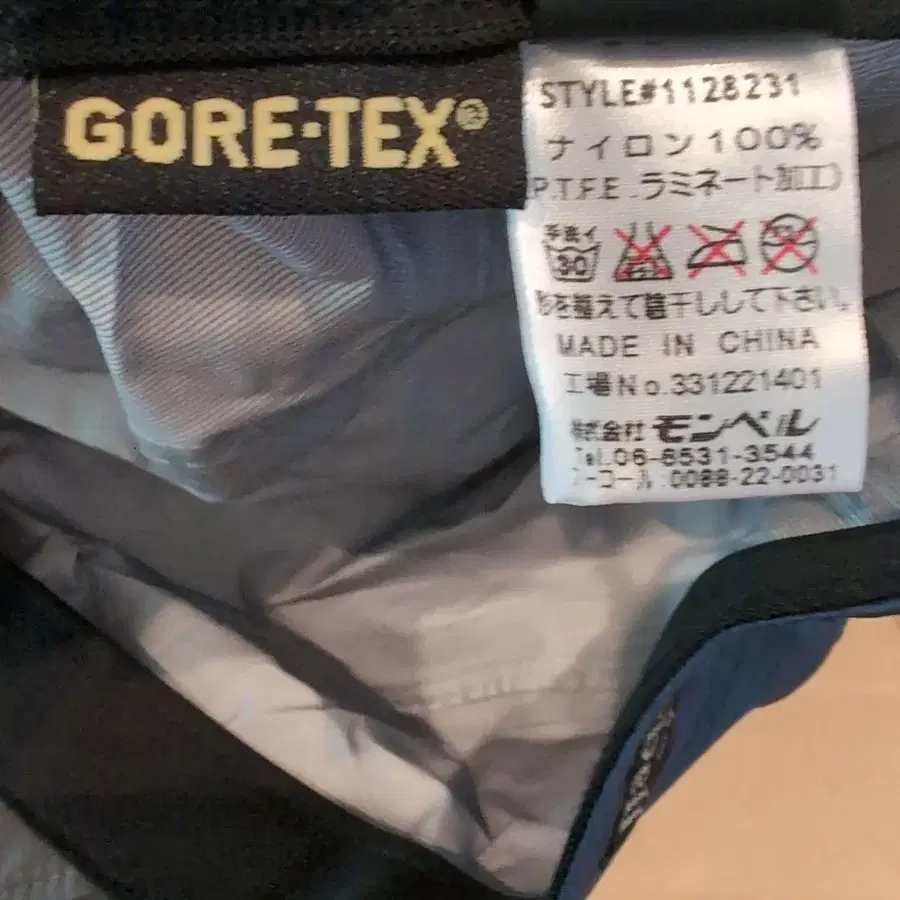 GORE-TEX®
STYLE#1128231
ナイロン100%
P.T.F.E.ラミネート加工)
手洗イ
30
形を整えて陰干しして下さい。
MADE IN CHINA
工場No.331221401
株式会社 モンベル
Tel.06-6531-3544
フリーコール:0088-22-0031